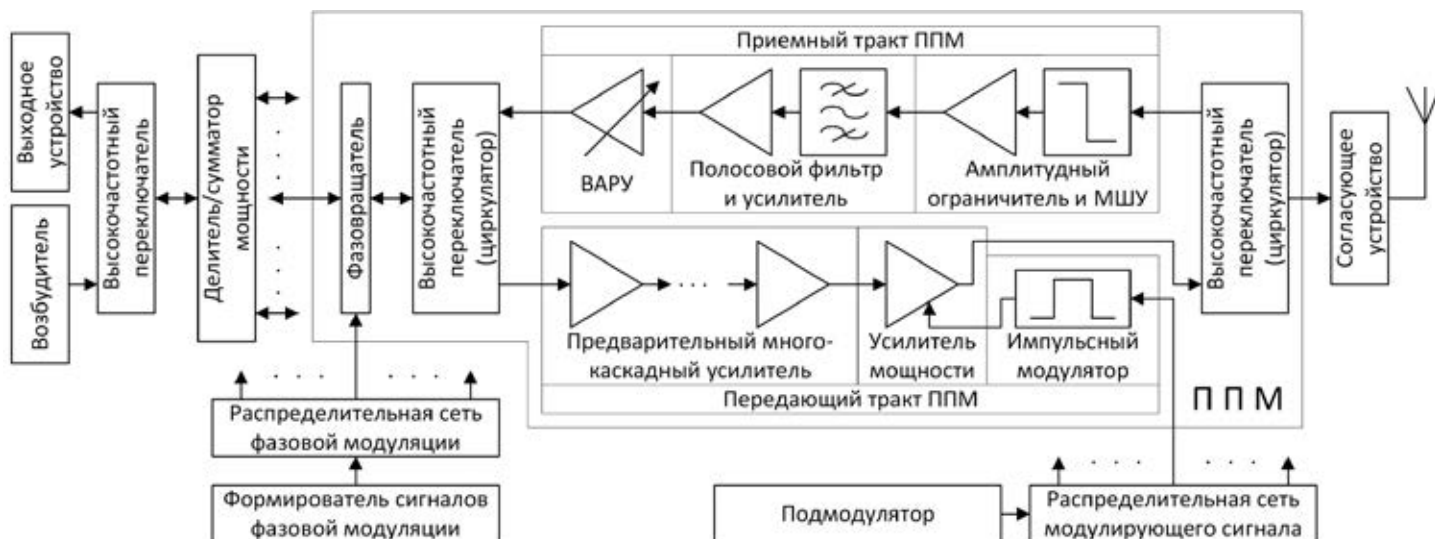 Выходное
устройство
Возбудитель
Высокочастотный
переключатель
Делитель/сумматор
мощности
Фазовращатель
Высокочастотный
переключатель
(циркулятор)
Приемный тракт ППМ
ВАРУ
Полосовой фильтр
и усилитель
Амплитудный
ограничитель и МШУ
Высокочастотный
переключатель
(циркулятор)
Согласующее
устройство
Предварительный много-
каскадный усилитель
Усилитель
мощности
Импульсный
модулятор
Передающий тракт ППМ
П П М
Распределительная сеть
фазовой модуляции
Формирователь сигналов
фазовой модуляции
Подмодулятор
Распределительная сеть
модулирующего сигнала